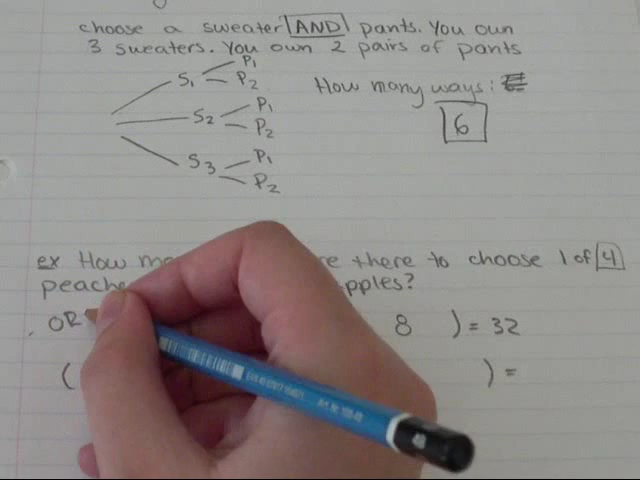 choose a sweater AND pants. You own
3 sweaters. You own 2 pairs of pants
S1 P1 P2
S2 P1 P2
S3 P1 P2
How many ways:
6
ex How re there to choose 1 of 4
pples?
OR 8 ) = 32
( ) =